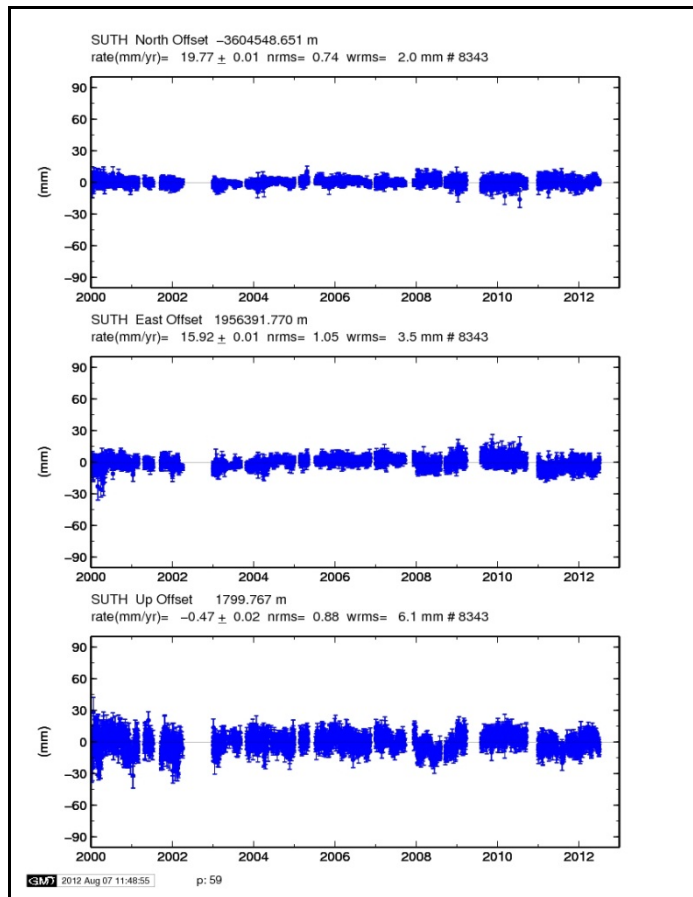 SUTH North Offset −3604548.651 m
rate(mm/yr)= 19.77 ± 0.01 nrms= 0.74 wrms= 2.0 mm # 8343
90
60
30
0
−30
−60
−90
(mm)
2000 2002 2004 2006 2008 2010 2012
SUTH East Offset 1956391.770 m
rate(mm/yr)= 15.92 ± 0.01 nrms= 1.05 wrms= 3.5 mm # 8343
90
60
30
0
−30
−60
−90
(mm)
2000 2002 2004 2006 2008 2010 2012
SUTH Up Offset 1799.767 m
rate(mm/yr)= −0.47 ± 0.02 nrms= 0.88 wrms= 6.1 mm # 8343
90
60
30
0
−30
−60
−90
(mm)
2000 2002 2004 2006 2008 2010 2012
GMT 2012 Aug 07 11:48:55 p: 59